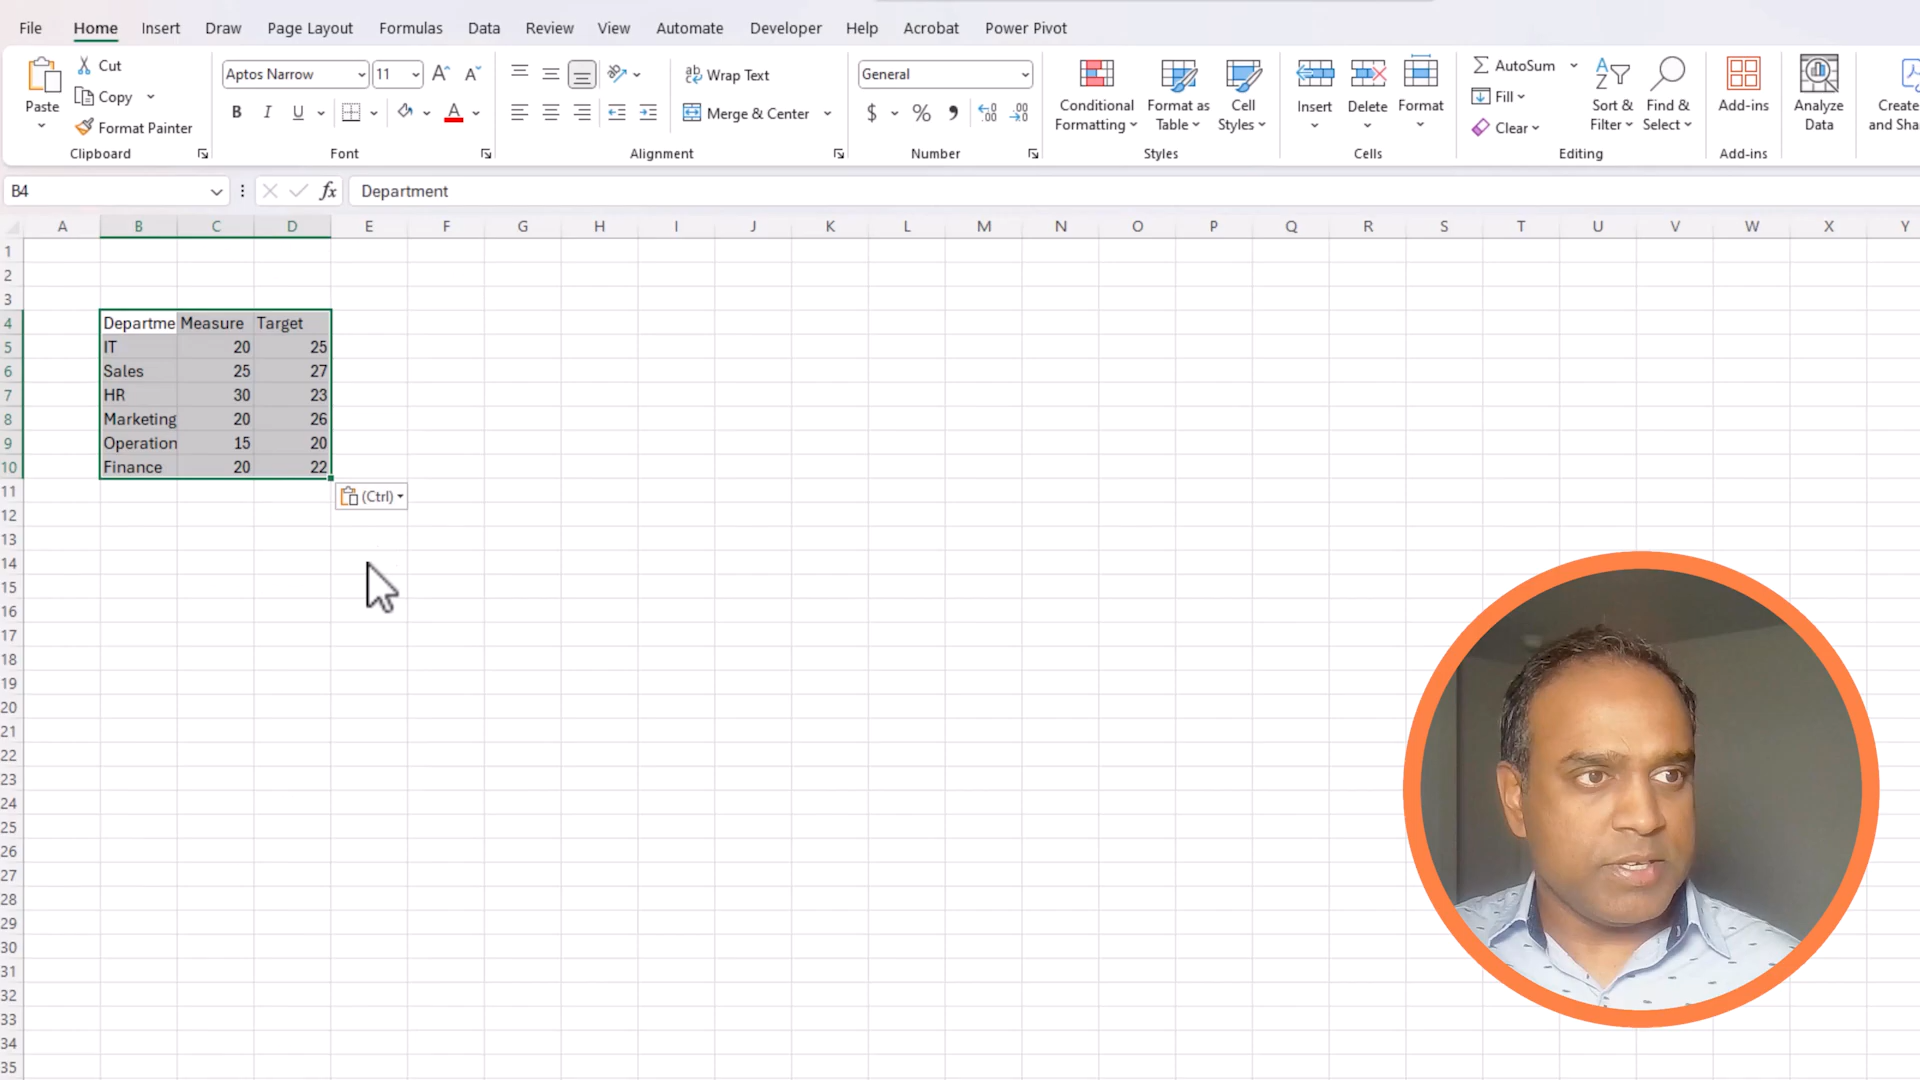 File Home Insert Draw Page Layout Formulas Data Review View Automate Developer Help Acrobat Power Pivot
Paste
Cut
Copy
Format Painter
Clipboard
Aptos Narrow 11
B I U
Font
Wrap Text
Merge & Center
Alignment
General
$ % 9
Number
Conditional Formatting
Format as Table
Cell Styles
Styles
Insert
Delete
Format
Cells
AutoSum
Fill
Clear
Sort & Filter
Find & Select
Editing
Add-ins
Add-ins
Analyze Data
B4 fx Department
A B C D E F G H I J K L M N O P Q R S T U V W X Y
1
2
3
4 Departme Measure Target
5 IT 20 25
6 Sales 25 27
7 HR 30 23
8 Marketing 20 26
9 Operation 15 20
10 Finance 20 22
11 (Ctrl)
12
13
14
15
16
17
18
19
20
21
22
23
24
25
26
27
28
29
30
31
32
33
34
35